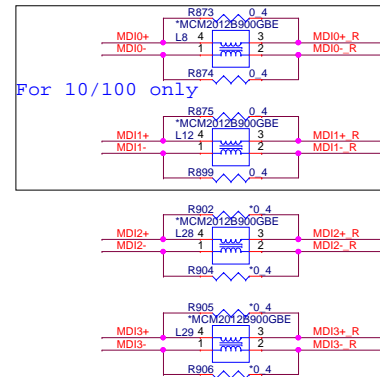 R873 0_4
*MCM2012B900GBE
MDI0+ L8 4 3 MDI0+_R
MDI0- 1 2 MDI0-_R
R874 0_4
For 10/100 only
R875 0_4
*MCM2012B900GBE
MDI1+ L12 4 3 MDI1+_R
MDI1- 1 2 MDI1-_R
R899 0_4
R902 *0_4
*MCM2012B900GBE
MDI2+ L28 4 3 MDI2+_R
MDI2- 1 2 MDI2-_R
R904 *0_4
R905 *0_4
*MCM2012B900GBE
MDI3+ L29 4 3 MDI3+_R
MDI3- 1 2 MDI3-_R
R906 *0_4